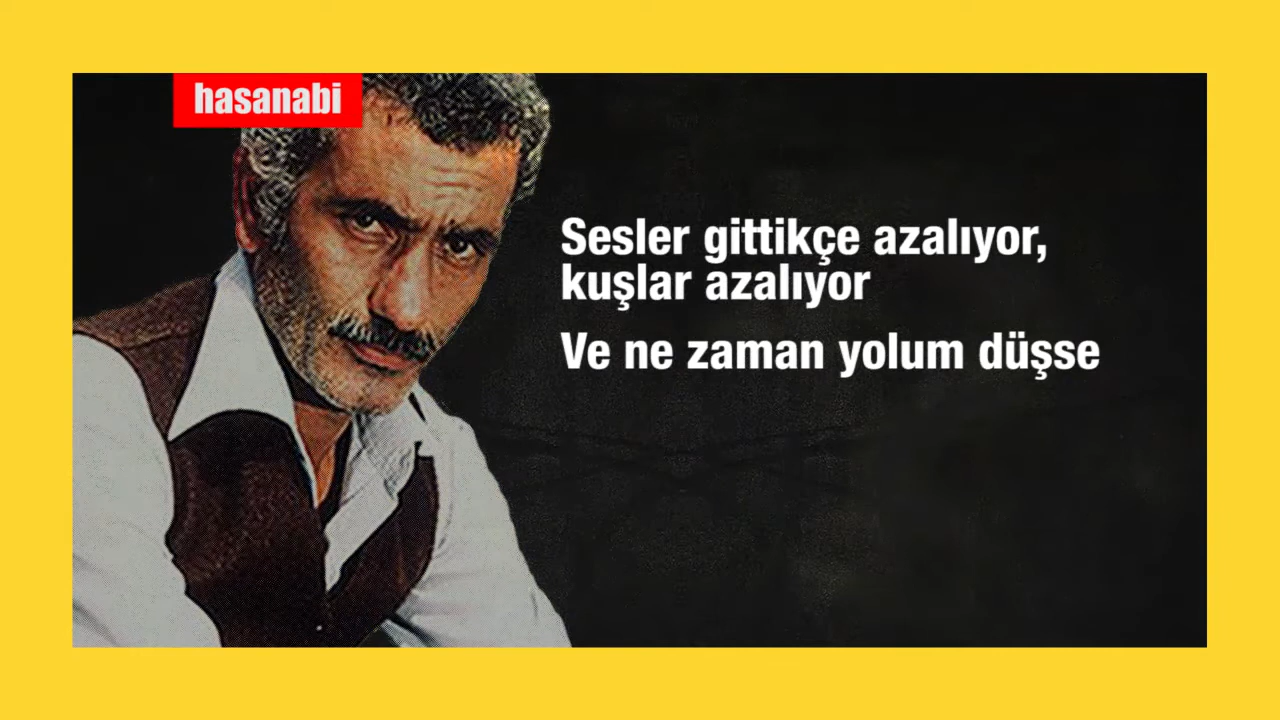 hasanabi
Sesler gittikçe azalıyor,
kuşlar azalıyor
Ve ne zaman yolum düşse